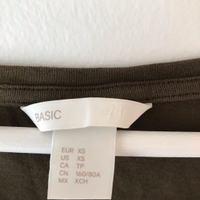 BASIC
EUR XS
US XS
CA TP
CN 160/80A
MX XCH